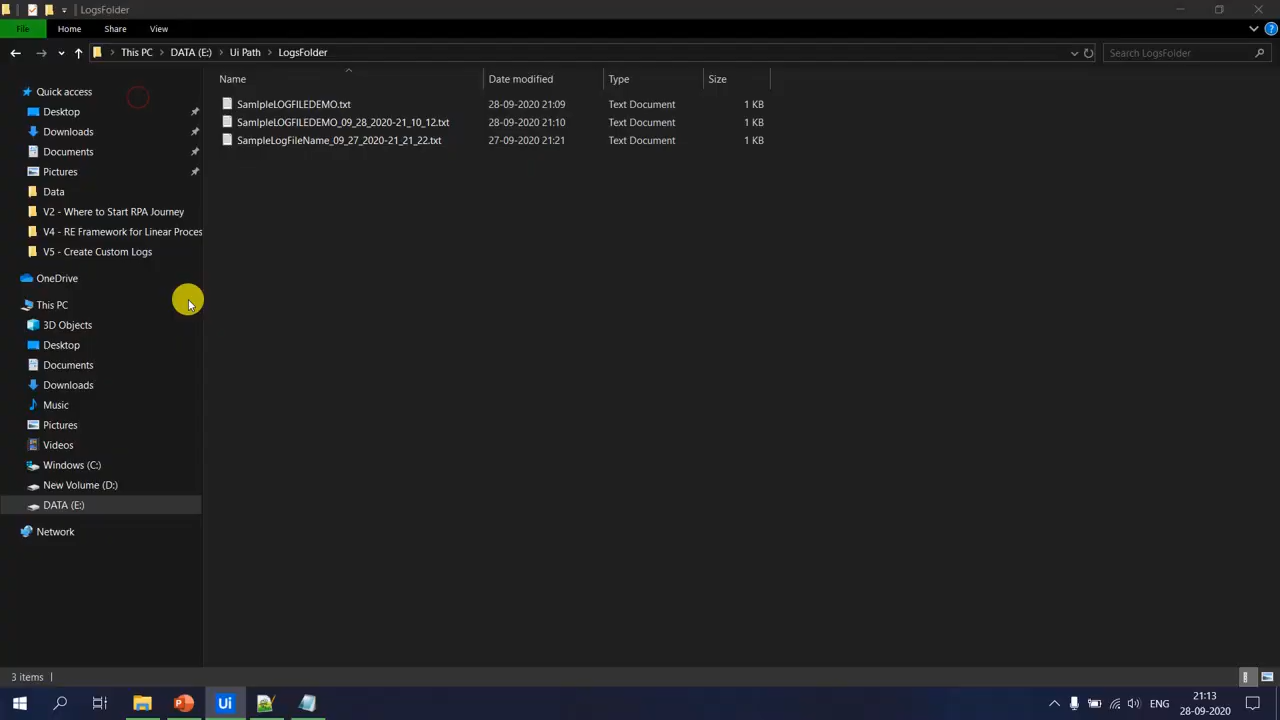 LogsFolder
File Home Share View
This PC DATA (E:) Ui Path LogsFolder Search LogsFolder
Name Date modified Type Size
Quick access
Desktop
Downloads
Documents
Pictures
Data
V2 - Where to Start RPA Journey
V4 - RE Framework for Linear Proces
V5 - Create Custom Logs
OneDrive
This PC
3D Objects
Desktop
Documents
Downloads
Music
Pictures
Videos
Windows (C:)
New Volume (D:)
DATA (E:)
Network
SamlpleLOGFILEDEMO.txt 28-09-2020 21:09 Text Document 1 KB
SamlpleLOGFILEDEMO_09_28_2020-21_10_12.txt 28-09-2020 21:10 Text Document 1 KB
SampleLogFileName_09_27_2020-21_21_22.txt 27-09-2020 21:21 Text Document 1 KB
3 items
Ui
ENG
21:13
28-09-2020